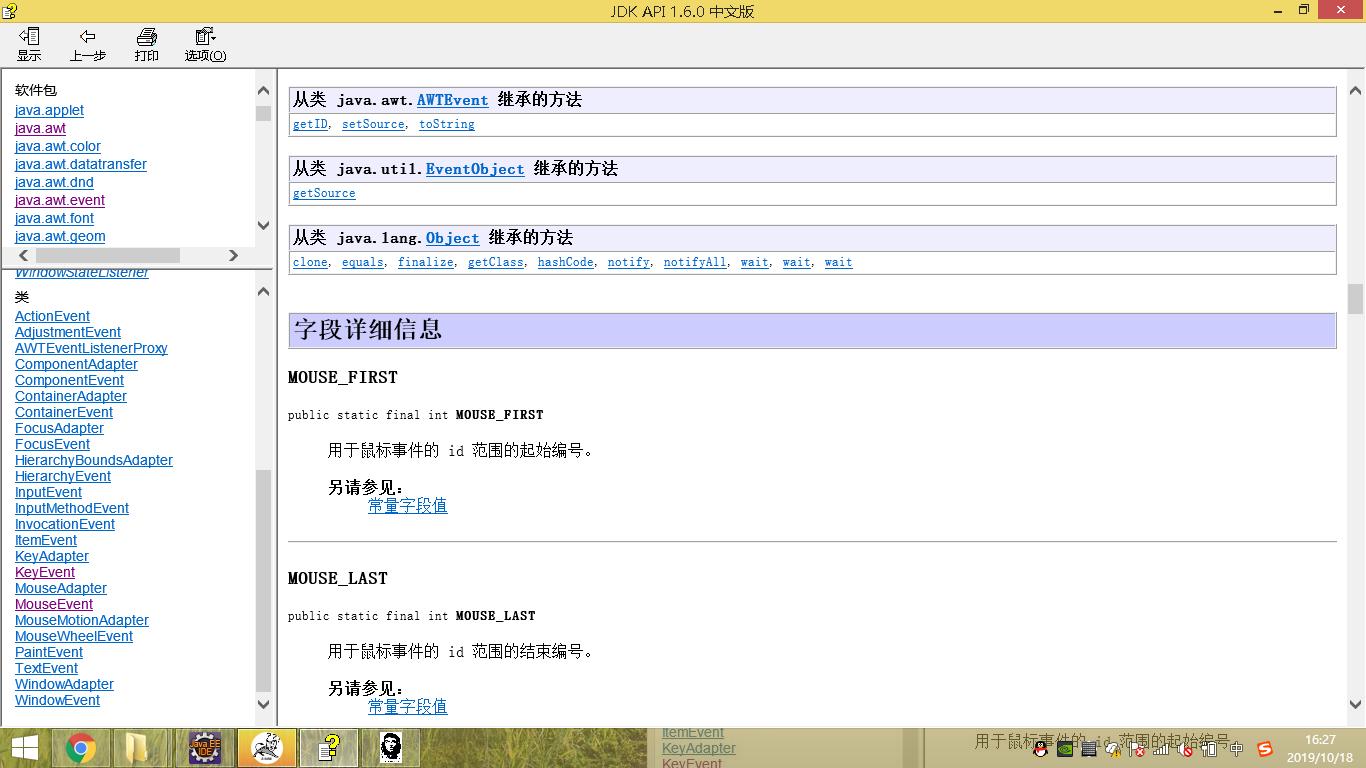 JDK API 1.6.0 中文版
显示 上一步 打印 选项(O)
软件包
java.applet
java.awt
java.awt.color
java.awt.datatransfer
java.awt.dnd
java.awt.event
java.awt.font
java.awt.geom
WindowStateListener
类
ActionEvent
AdjustmentEvent
AWTEventListenerProxy
ComponentAdapter
ComponentEvent
ContainerAdapter
ContainerEvent
FocusAdapter
FocusEvent
HierarchyBoundsAdapter
HierarchyEvent
InputEvent
InputMethodEvent
InvocationEvent
ItemEvent
KeyAdapter
KeyEvent
MouseAdapter
MouseEvent
MouseMotionAdapter
MouseWheelEvent
PaintEvent
TextEvent
WindowAdapter
WindowEvent
从类 java.awt.AWTEvent 继承的方法
getID, setSource, toString
从类 java.util.EventObject 继承的方法
getSource
从类 java.lang.Object 继承的方法
clone, equals, finalize, getClass, hashCode, notify, notifyAll, wait, wait, wait
字段详细信息
MOUSE_FIRST
public static final int MOUSE_FIRST
用于鼠标事件的 id 范围的起始编号。
另请参见：
常量字段值
MOUSE_LAST
public static final int MOUSE_LAST
用于鼠标事件的 id 范围的结束编号。
另请参见：
常量字段值
Java EE
IDE
ItemEvent
KeyAdapter
KeyEvent
用于鼠标事件的 id 范围的起始编号
中
16:27
2019/10/18